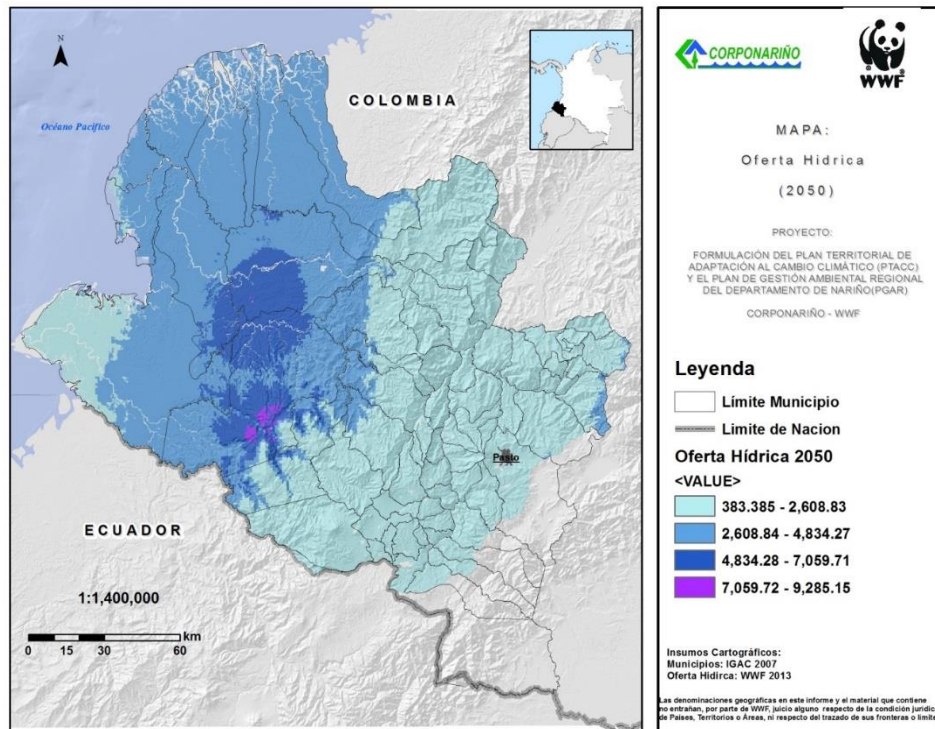 N
COLOMBIA
Océano Pacífico
Pasto
ECUADOR
1:1,400,000
km
0 15 30 60
CORPONARIÑO
WWF
MAPA:
Oferta Hidrica
(2050)
PROYECTO:
FORMULACIÓN DEL PLAN TERRITORIAL DE
ADAPTACIÓN AL CAMBIO CLIMÁTICO (PTACC)
Y EL PLAN DE GESTIÓN AMBIENTAL REGIONAL
DEL DEPARTAMENTO DE NARIÑO(PGAR)
CORPONARIÑO - WWF
Leyenda
Límite Municipio
Limite de Nacion
Oferta Hídrica 2050
<VALUE>
383.385 - 2,608.83
2,608.84 - 4,834.27
4,834.28 - 7,059.71
7,059.72 - 9,285.15
Insumos Cartográficos:
Municipios: IGAC 2007
Oferta Hidirca: WWF 2013
Las denominaciones geográficas en este informe y el material que contiene
no entrañan, por parte de WWF, juicio alguno respecto de la condición jurídic
de Países, Territorios o Áreas, ni respecto del trazado de sus fronteras o límite